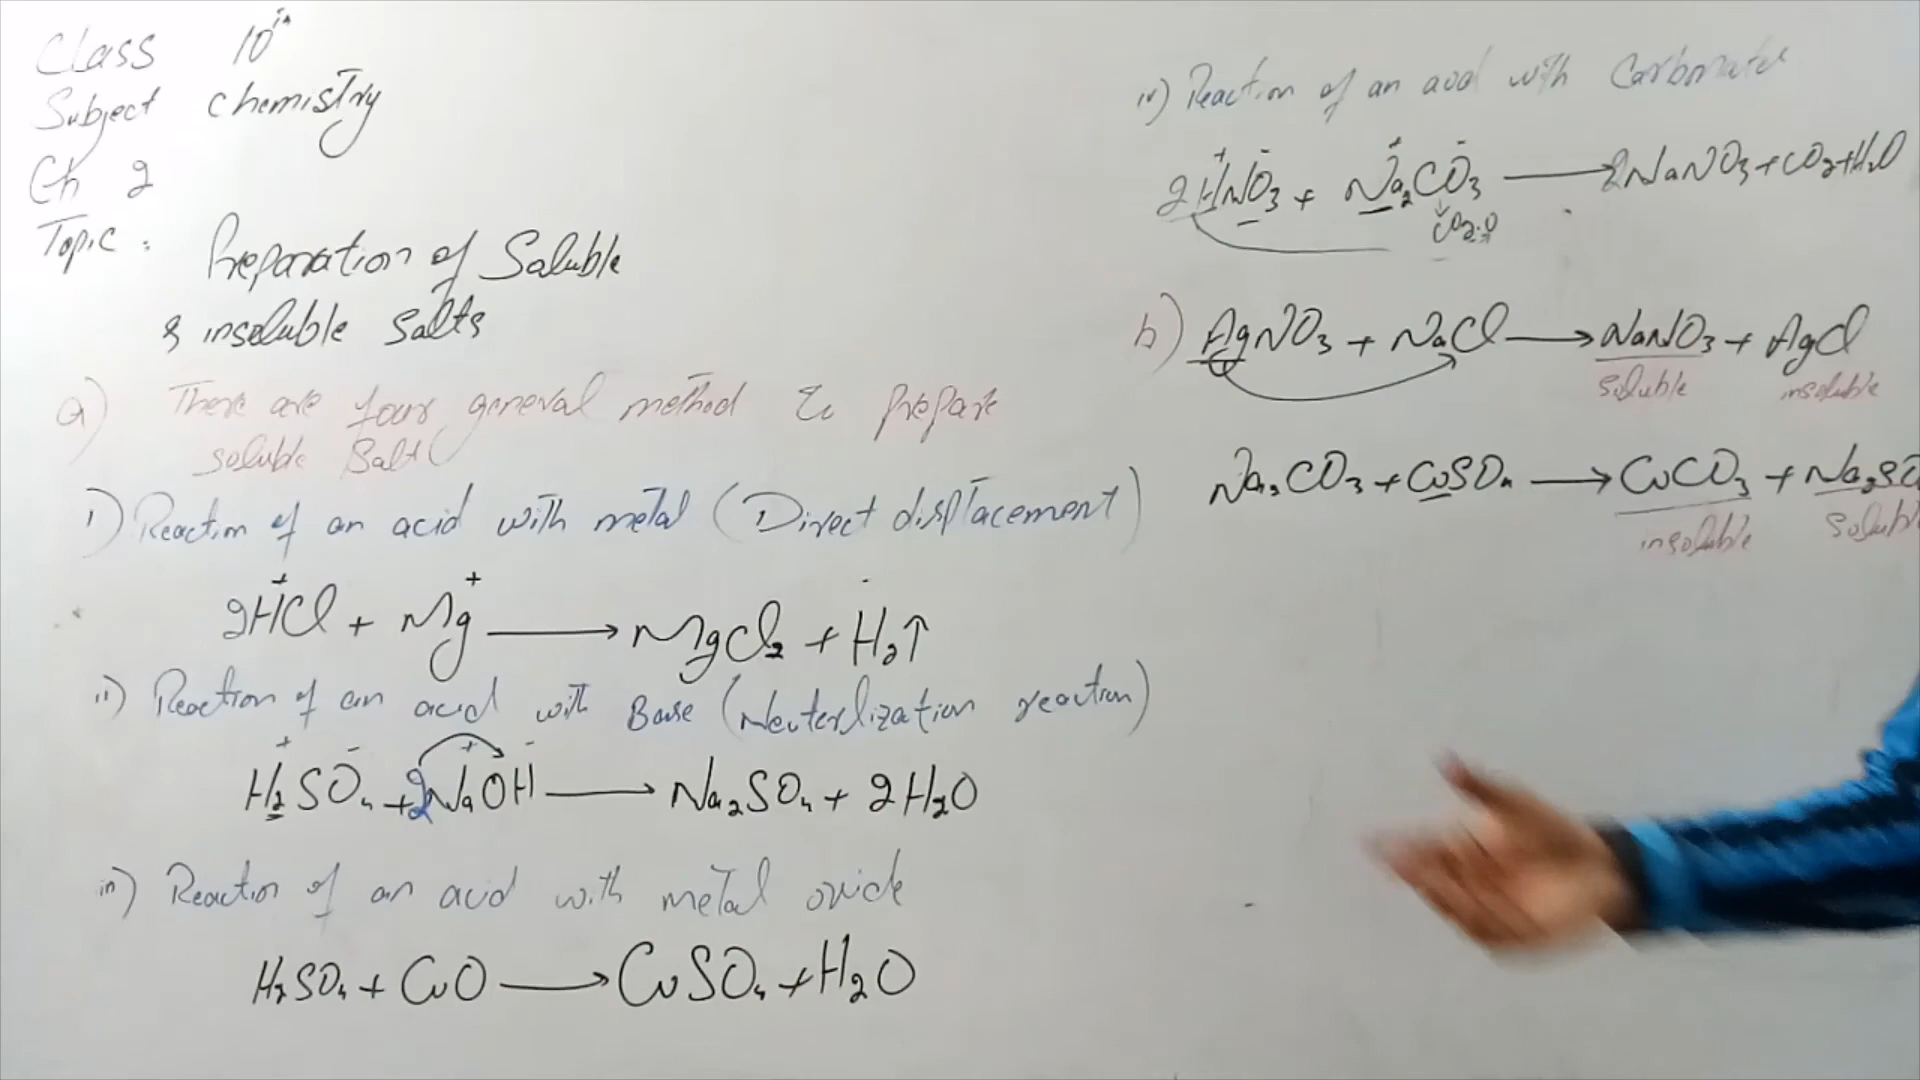 Class 10th
Subject Chemistry
Ch 2
Topic : Preparation of Soluble
& insoluble salts
a) There are four general method to prepare
soluble Salt
i) Reaction of an acid with metal (Direct displacement)
2HCl + Mg ⟶ MgCl₂ + H₂↑
ii) Reaction of an acid with Base (Neuterlization reaction)
H₂SO₄ + 2NaOH ⟶ Na₂SO₄ + 2H₂O
iii) Reaction of an acid with metal oxide
H₂SO₄ + CuO ⟶ CuSO₄ + H₂O
iv) Reaction of an acid with Carbonates
2HNO₃ + Na₂CO₃ ⟶ 2NaNO₃ + CO₂ + H₂O
b) AgNO₃ + NaCl ⟶ NaNO₃ + AgCl
soluble insoluble
Na₂CO₃ + CuSO₄ ⟶ CuCO₃ + Na₂SO
insoluble Solubl